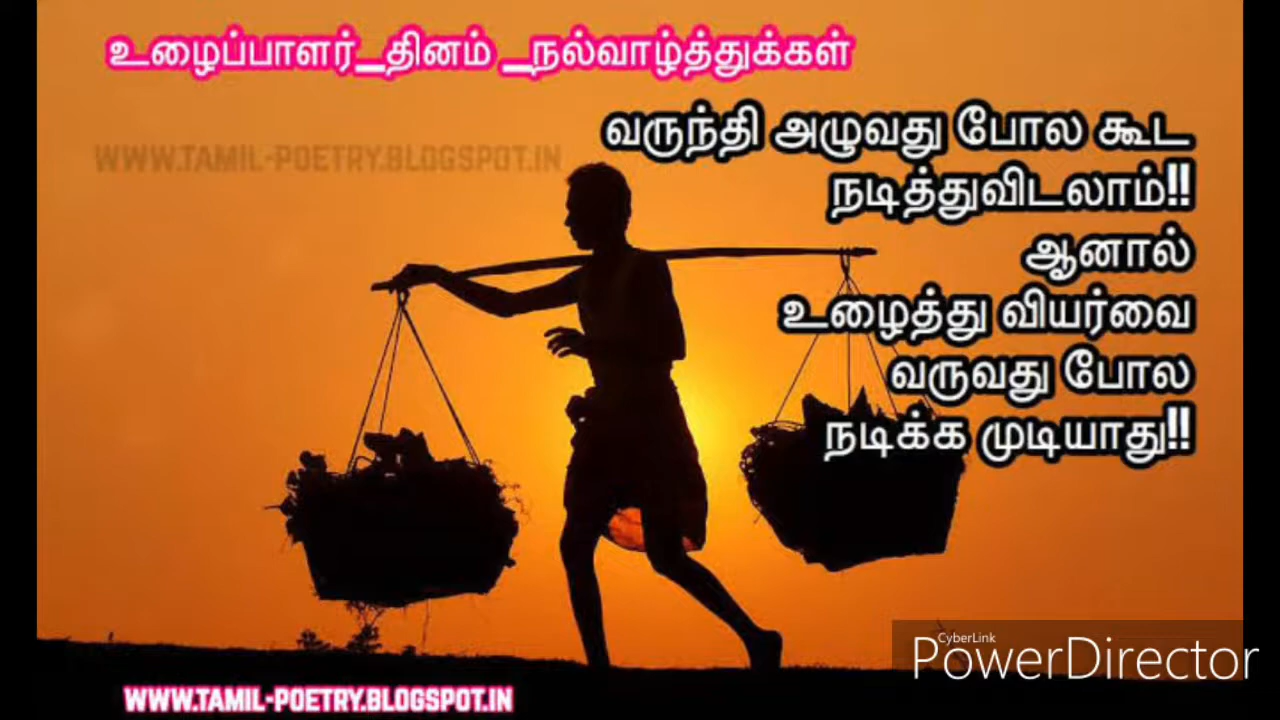 உழைப்பாளர்_தினம் _நல்வாழ்த்துக்கள்
வருந்தி அழுவது போல கூட
WWW.TAMIL-POETRY.BLOGSPOT.IN
நடித்துவிடலாம்!!
ஆனால்
உழைத்து வியர்வை
வருவது போல
நடிக்க முடியாது!!
CyberLink
PowerDirector
WWW.TAMIL-POETRY.BLOGSPOT.IN